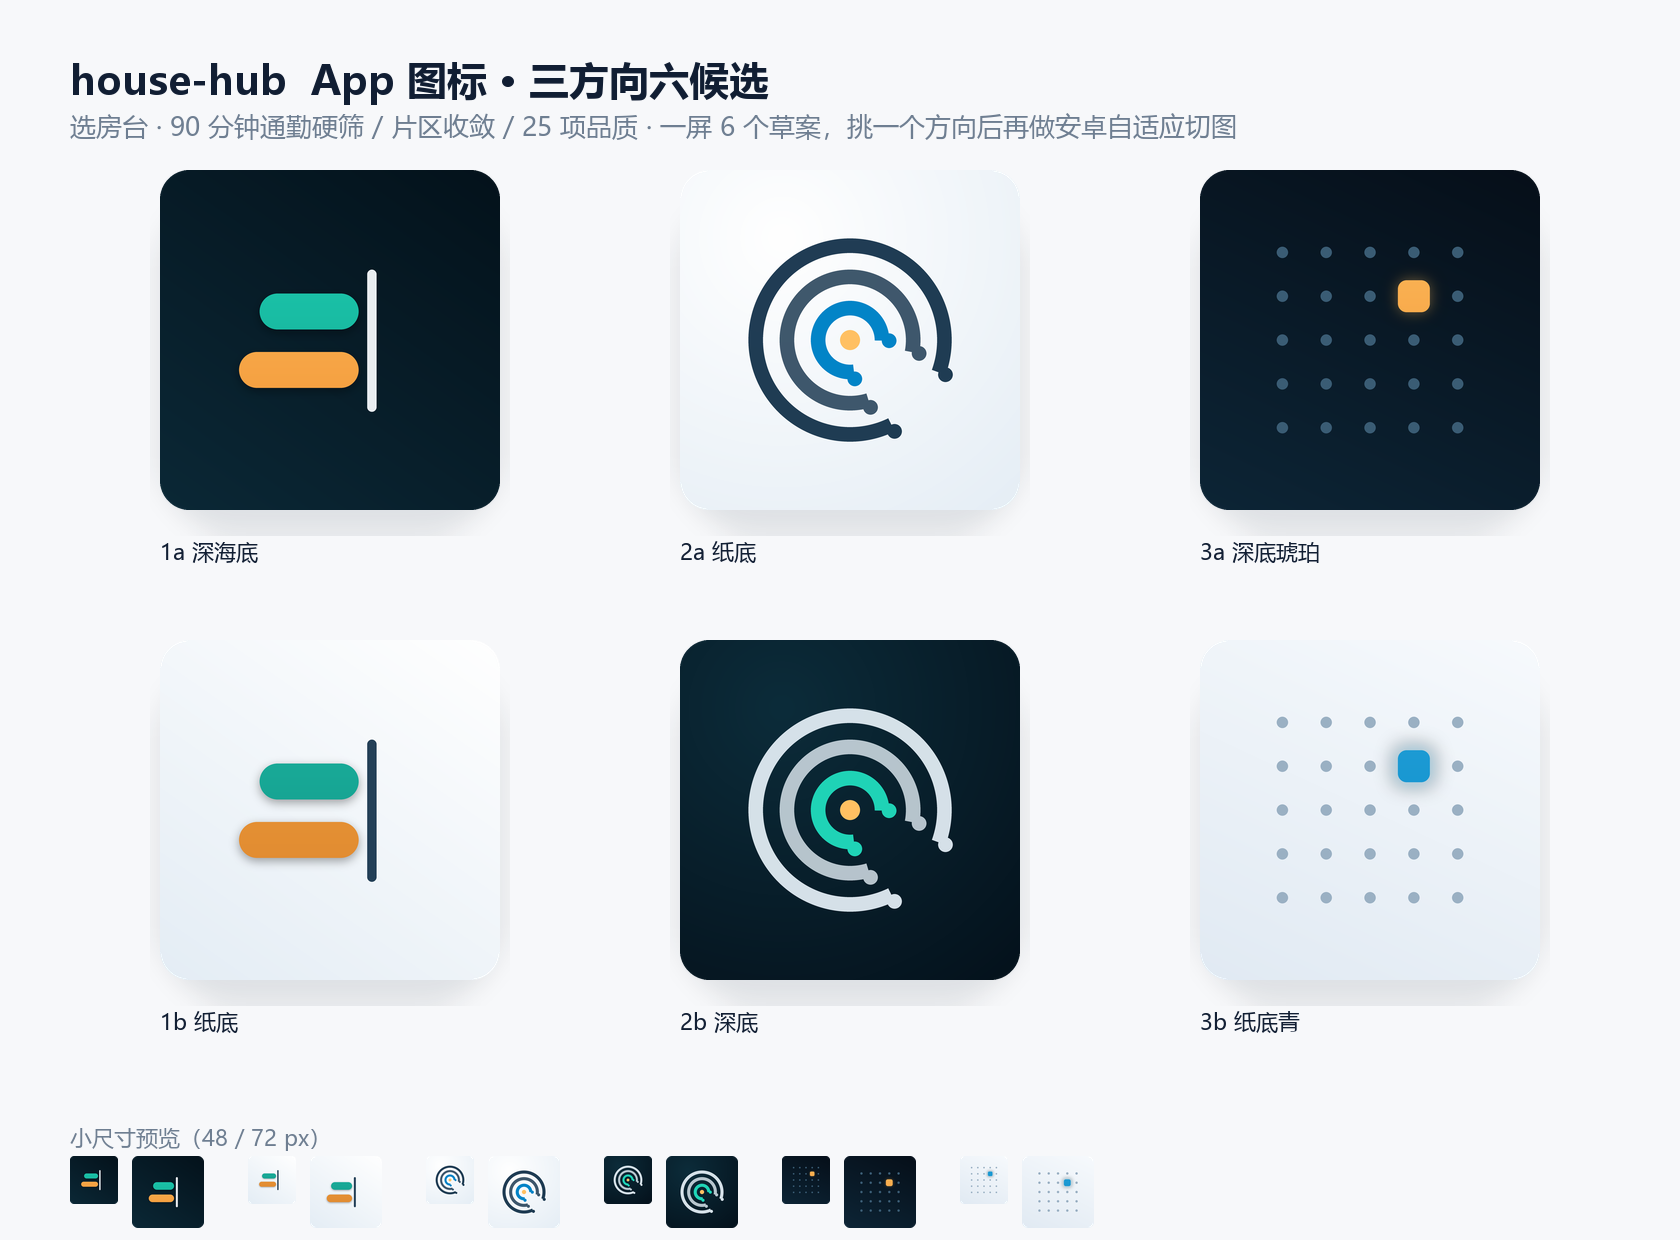 house-hub App 图标 • 三方向六候选
选房台 · 90 分钟通勤硬筛 / 片区收敛 / 25 项品质 · 一屏 6 个草案，挑一个方向后再做安卓自适应切图
1a 深海底
2a 纸底
3a 深底琥珀
1b 纸底
2b 深底
3b 纸底青
小尺寸预览（48 / 72 px）